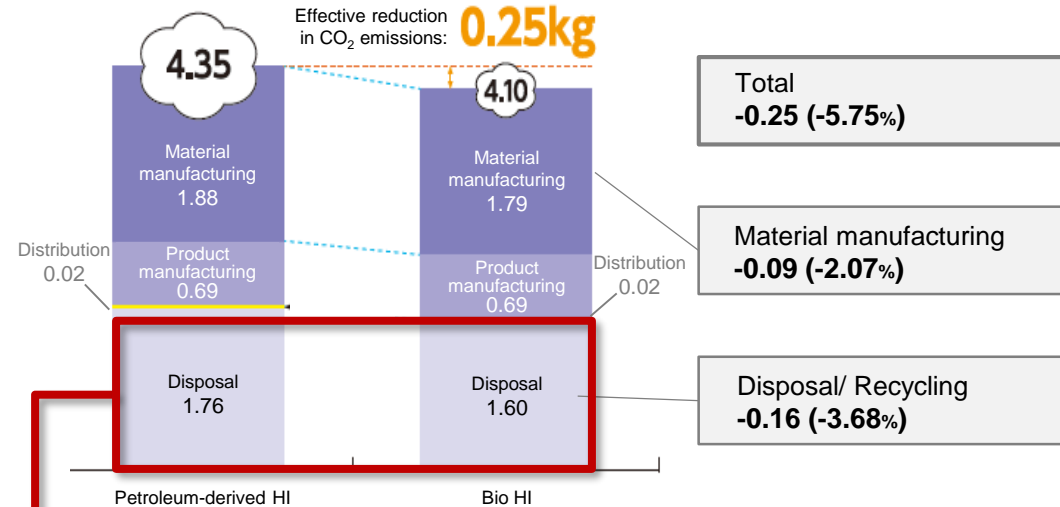 Effective reduction
in CO₂ emissions:
0.25kg
4.35
4.10
Material
manufacturing
1.88
Material
manufacturing
1.79
Distribution
0.02
Product
manufacturing
0.69
Product
manufacturing
0.69
Distribution
0.02
Disposal
1.76
Disposal
1.60
Petroleum-derived HI
Bio HI
Total
-0.25 (-5.75%)
Material manufacturing
-0.09 (-2.07%)
Disposal/ Recycling
-0.16 (-3.68%)